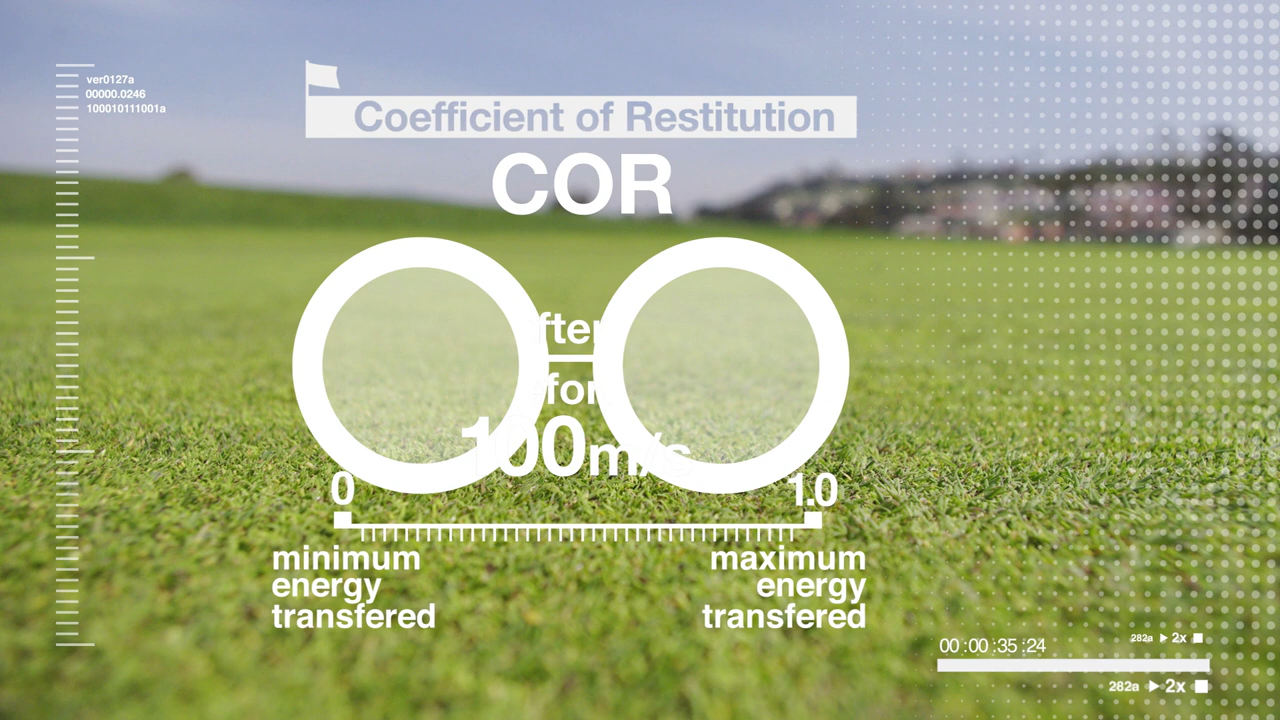 ver0127a
00000.0246
100010111001a
Coefficient of Restitution
COR
100m/s
0
1.0
minimum
energy
transfered
maximum
energy
transfered
00:00:35:24
282a 2x
282a 2x